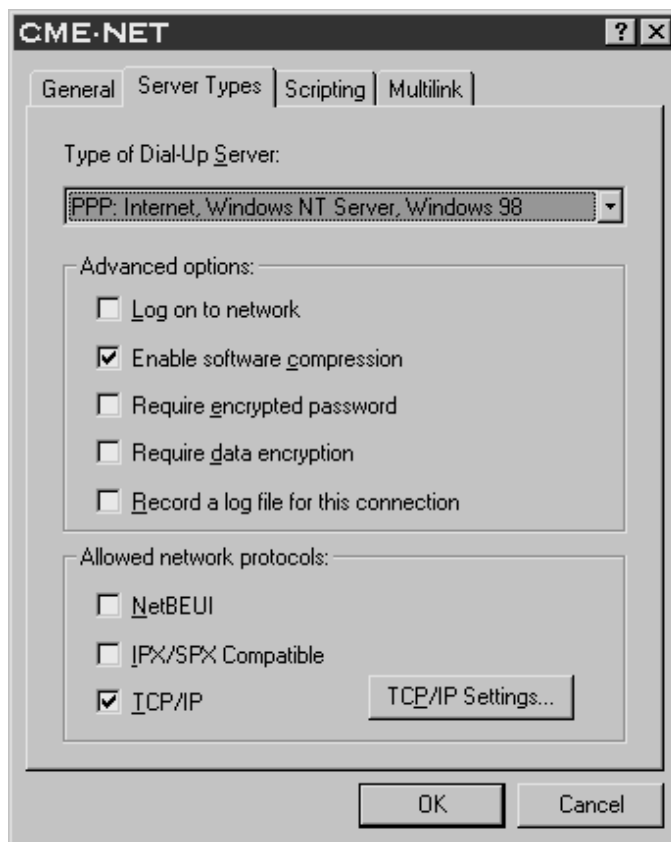 CME-NET
General Server Types Scripting Multilink
Type of Dial-Up Server:
PPP: Internet, Windows NT Server, Windows 98
Advanced options:
Log on to network
Enable software compression
Require encrypted password
Require data encryption
Record a log file for this connection
Allowed network protocols:
NetBEUI
IPX/SPX Compatible
TCP/IP TCP/IP Settings...
OK Cancel